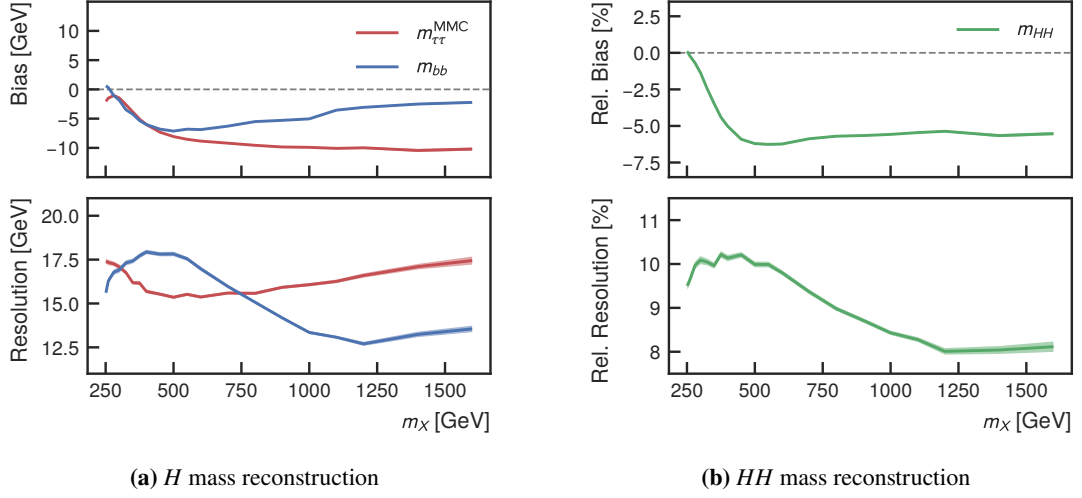 Bias [GeV]
10
5
0
−5
−10
m_ττ^MMC
m_bb
Resolution [GeV]
20.0
17.5
15.0
12.5
250 500 750 1000 1250 1500
m_X [GeV]
(a) H mass reconstruction
Rel. Bias [%]
2.5
0.0
−2.5
−5.0
−7.5
m_HH
Rel. Resolution [%]
11
10
9
8
250 500 750 1000 1250 1500
m_X [GeV]
(b) HH mass reconstruction